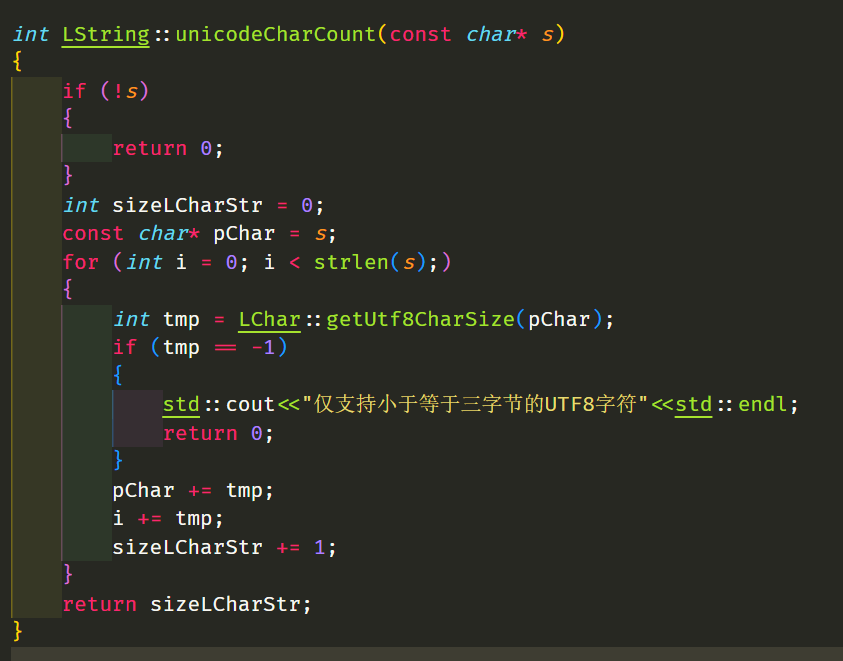 int LString::unicodeCharCount(const char* s)
{
    if (!s)
    {
        return 0;
    }
    int sizeLCharStr = 0;
    const char* pChar = s;
    for (int i = 0; i < strlen(s);)
    {
        int tmp = LChar::getUtf8CharSize(pChar);
        if (tmp == -1)
        {
            std::cout<<"仅支持小于等于三字节的UTF8字符"<<std::endl;
            return 0;
        }
        pChar += tmp;
        i += tmp;
        sizeLCharStr += 1;
    }
    return sizeLCharStr;
}